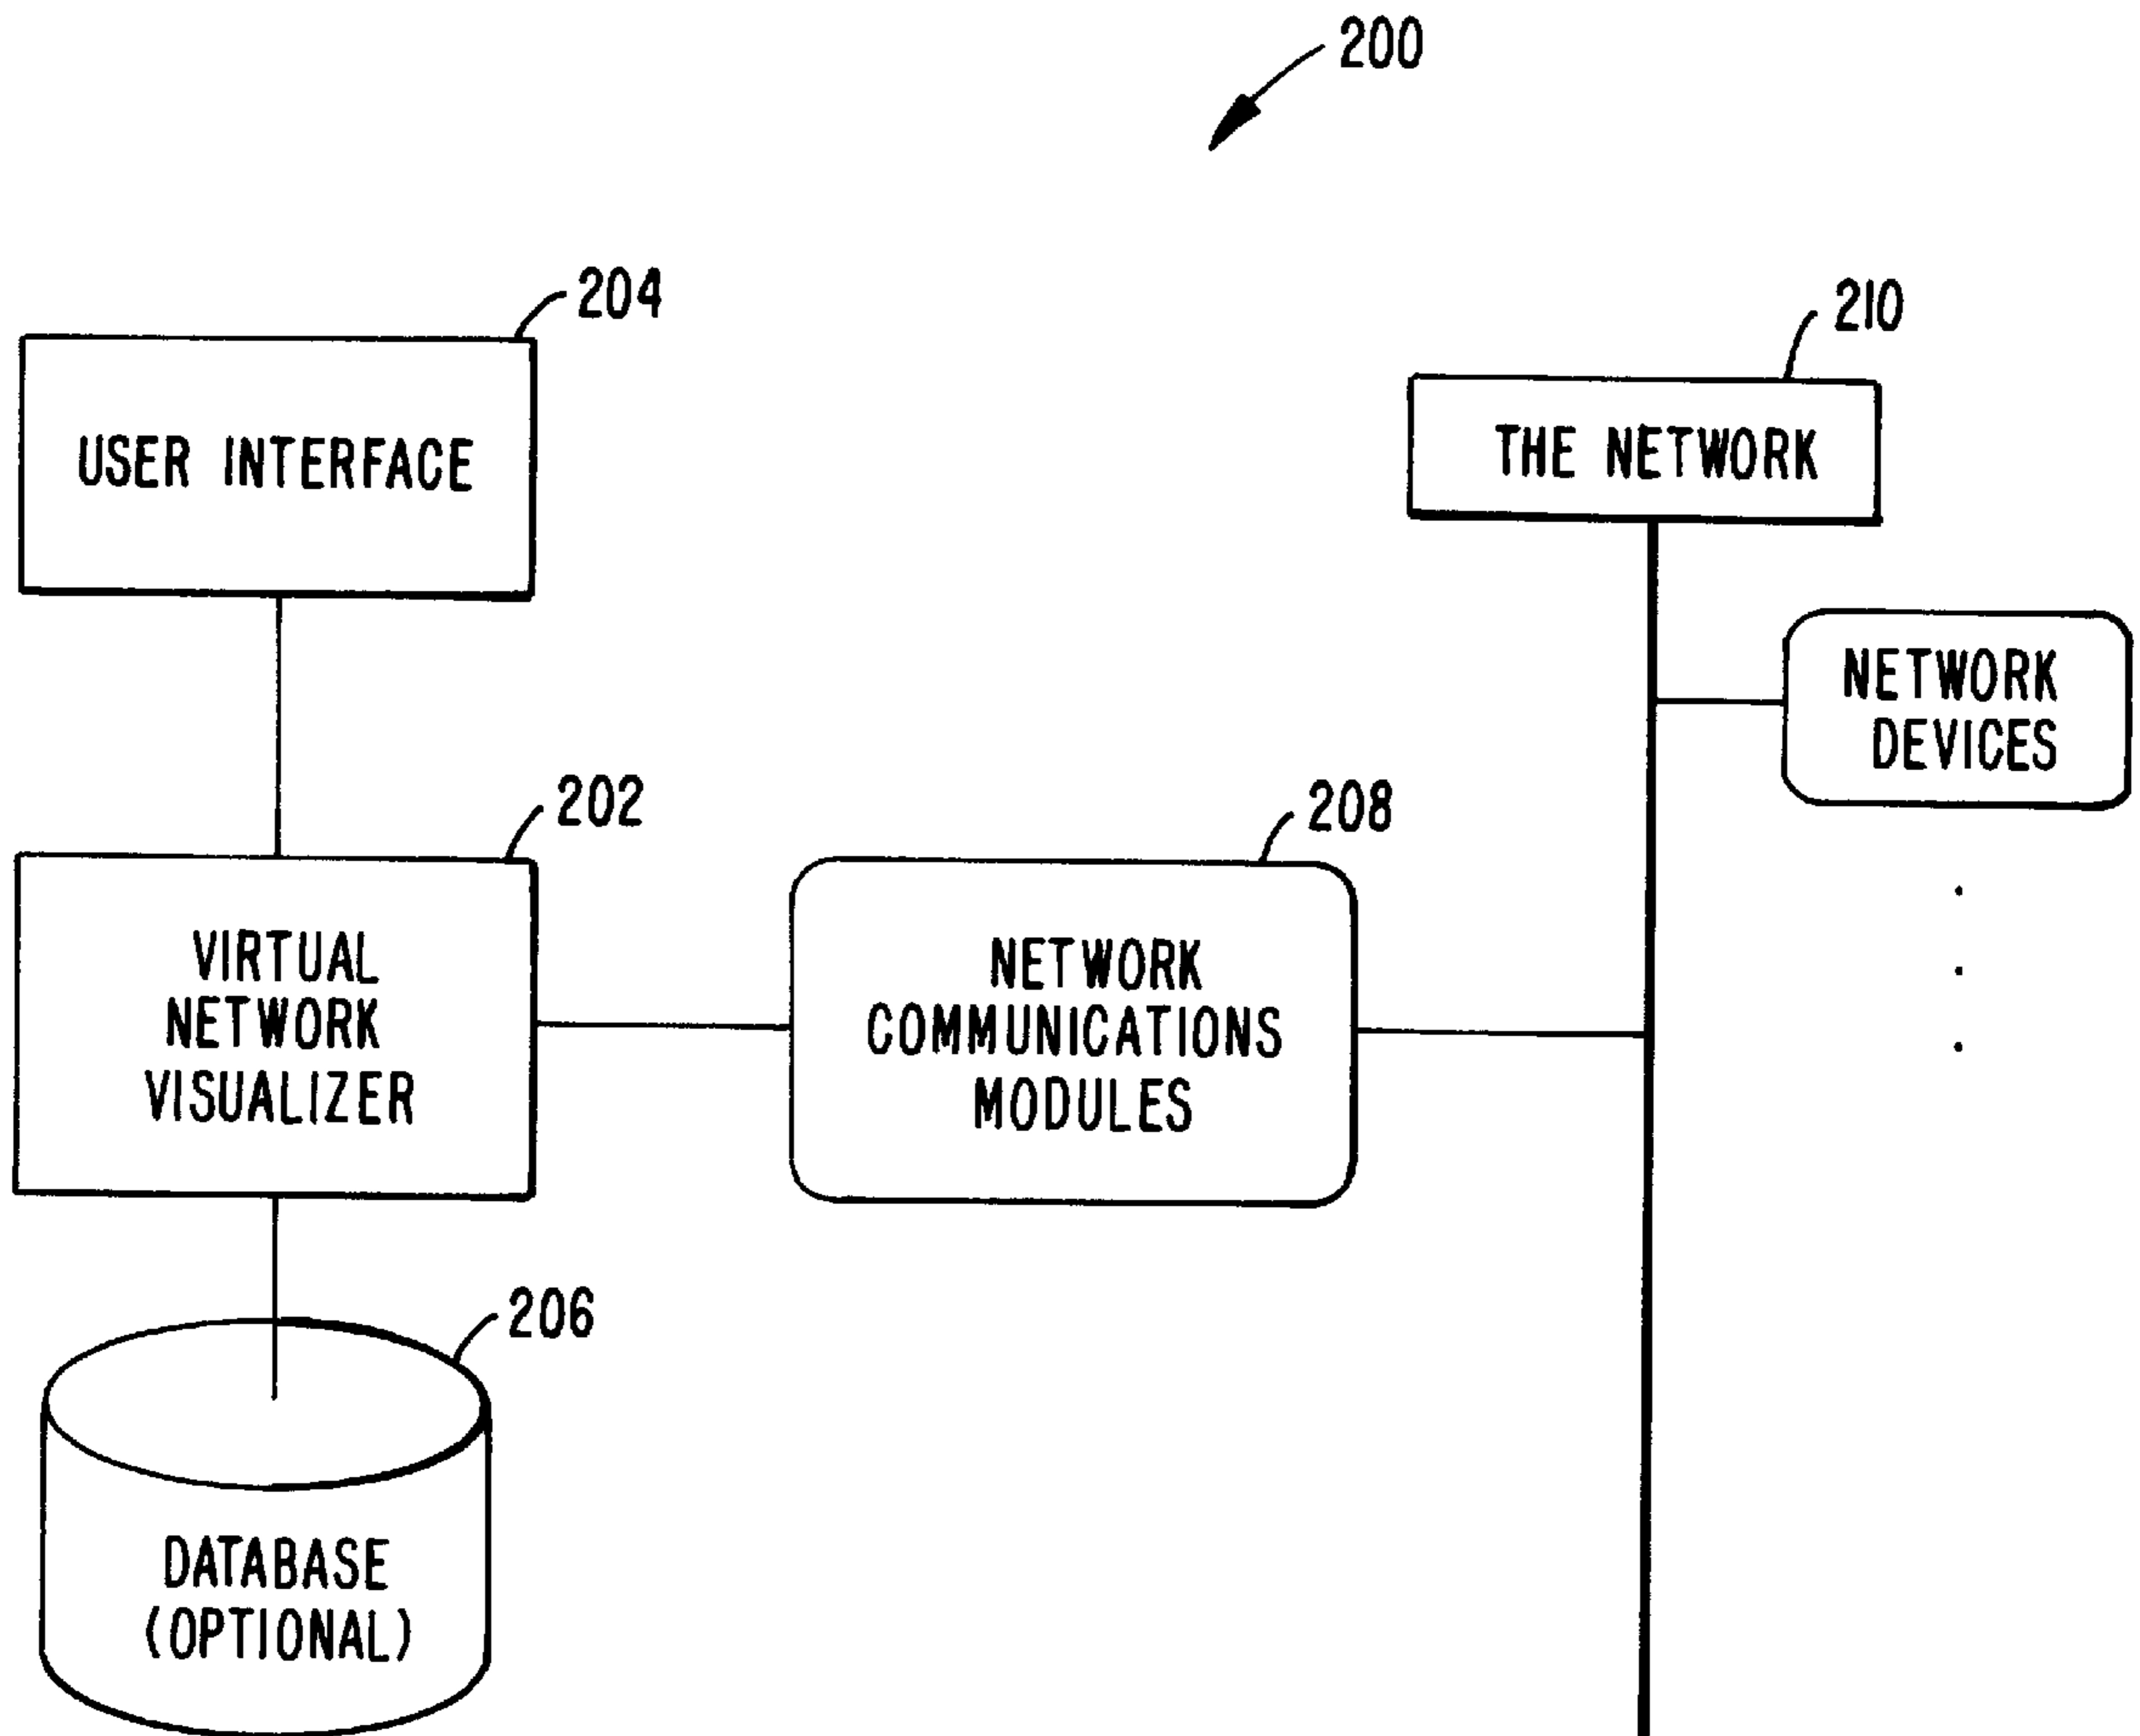 200
204
210
USER INTERFACE
THE NETWORK
NETWORK
DEVICES
202
208
VIRTUAL
NETWORK
VISUALIZER
NETWORK
COMMUNICATIONS
MODULES
206
DATABASE
(OPTIONAL)